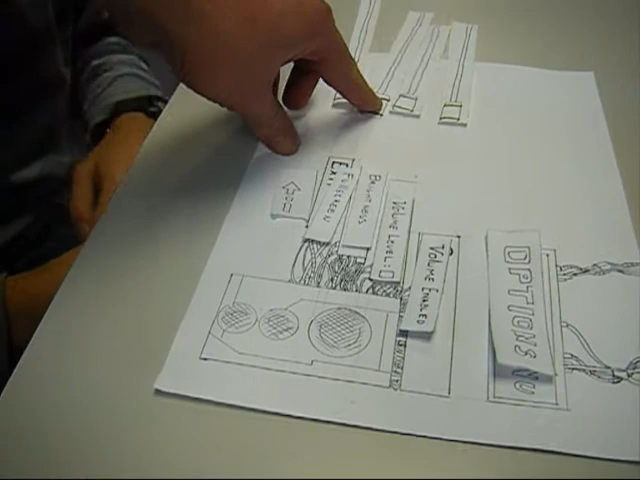 OPTIONS
VOLUME ENABLED
VOLUME LEVEL:
BRIGHTNESS
FULLSCREEN
EXIT